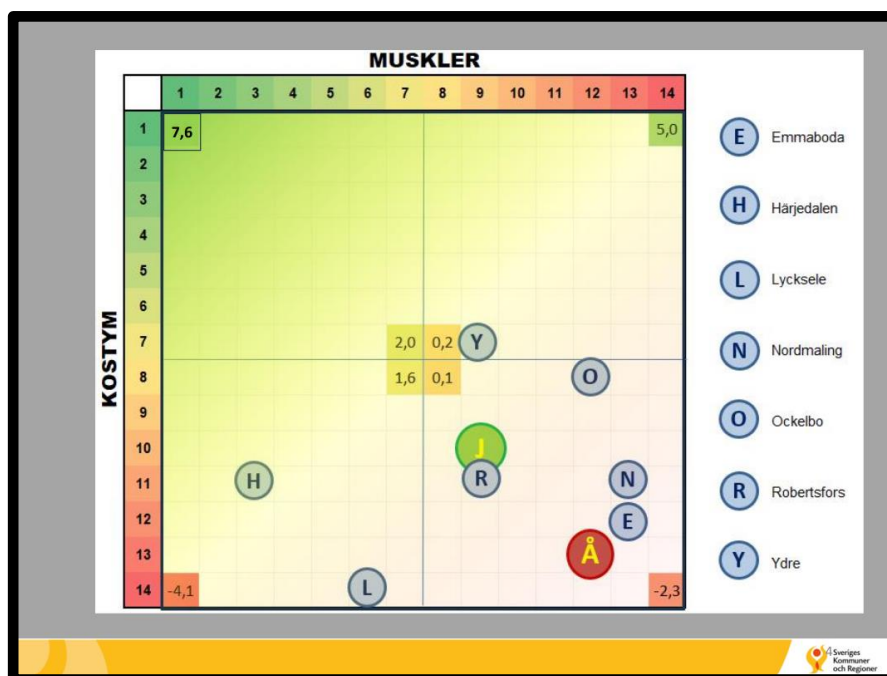 MUSKLER
1 2 3 4 5 6 7 8 9 10 11 12 13 14
KOSTYM
1 7,6 5,0
2
3
4
5
6
7 2,0 0,2 Y
8 1,6 0,1 O
9
10 J
11 H R N
12 E
13 Å
14 -4,1 L -2,3
E Emmaboda
H Härjedalen
L Lycksele
N Nordmaling
O Ockelbo
R Robertsfors
Y Ydre
4
Sveriges
Kommuner
och Regioner